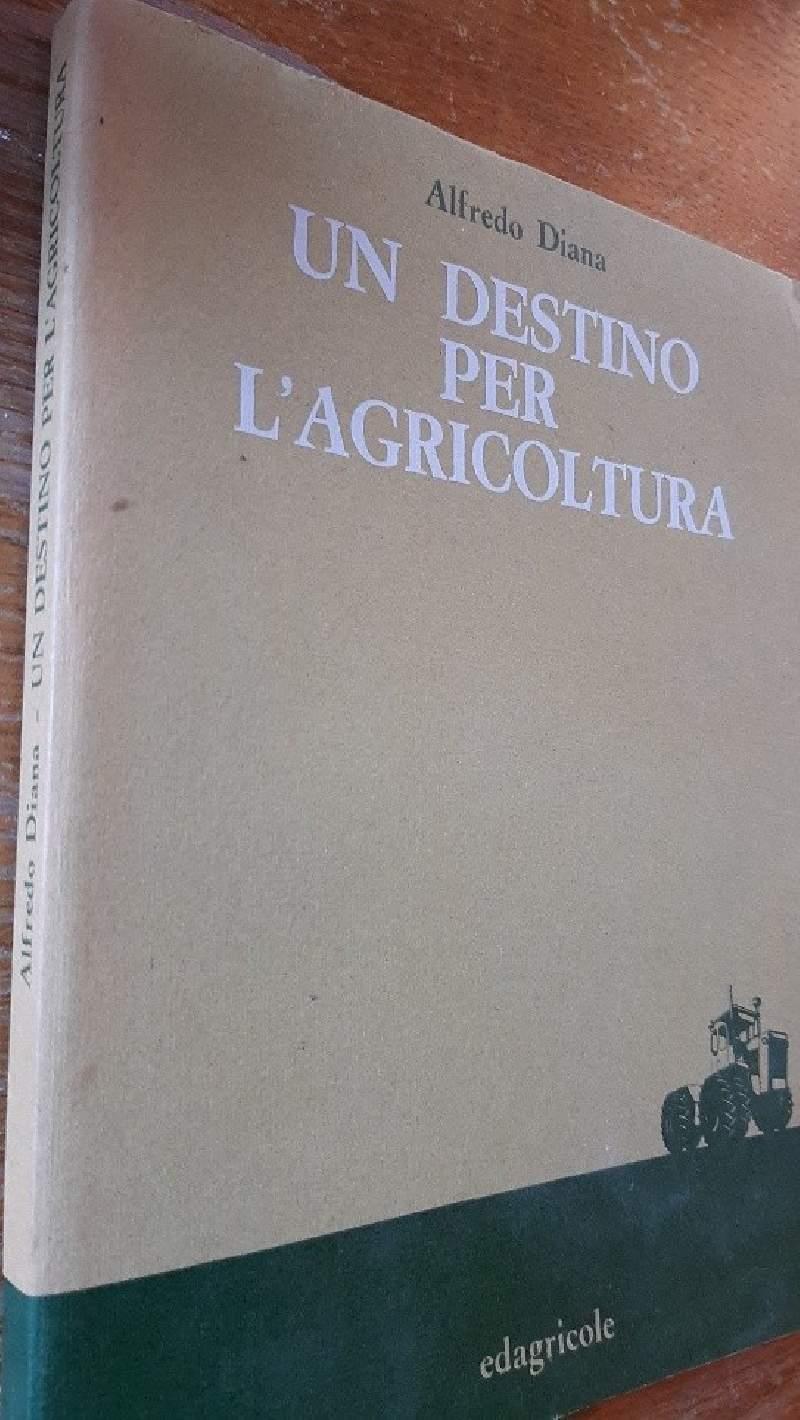 Alfredo Diana
UN DESTINO
PER
L'AGRICOLTURA
edagricole
Alfredo Diana - UN DESTINO PER L'AGRICOLTURA